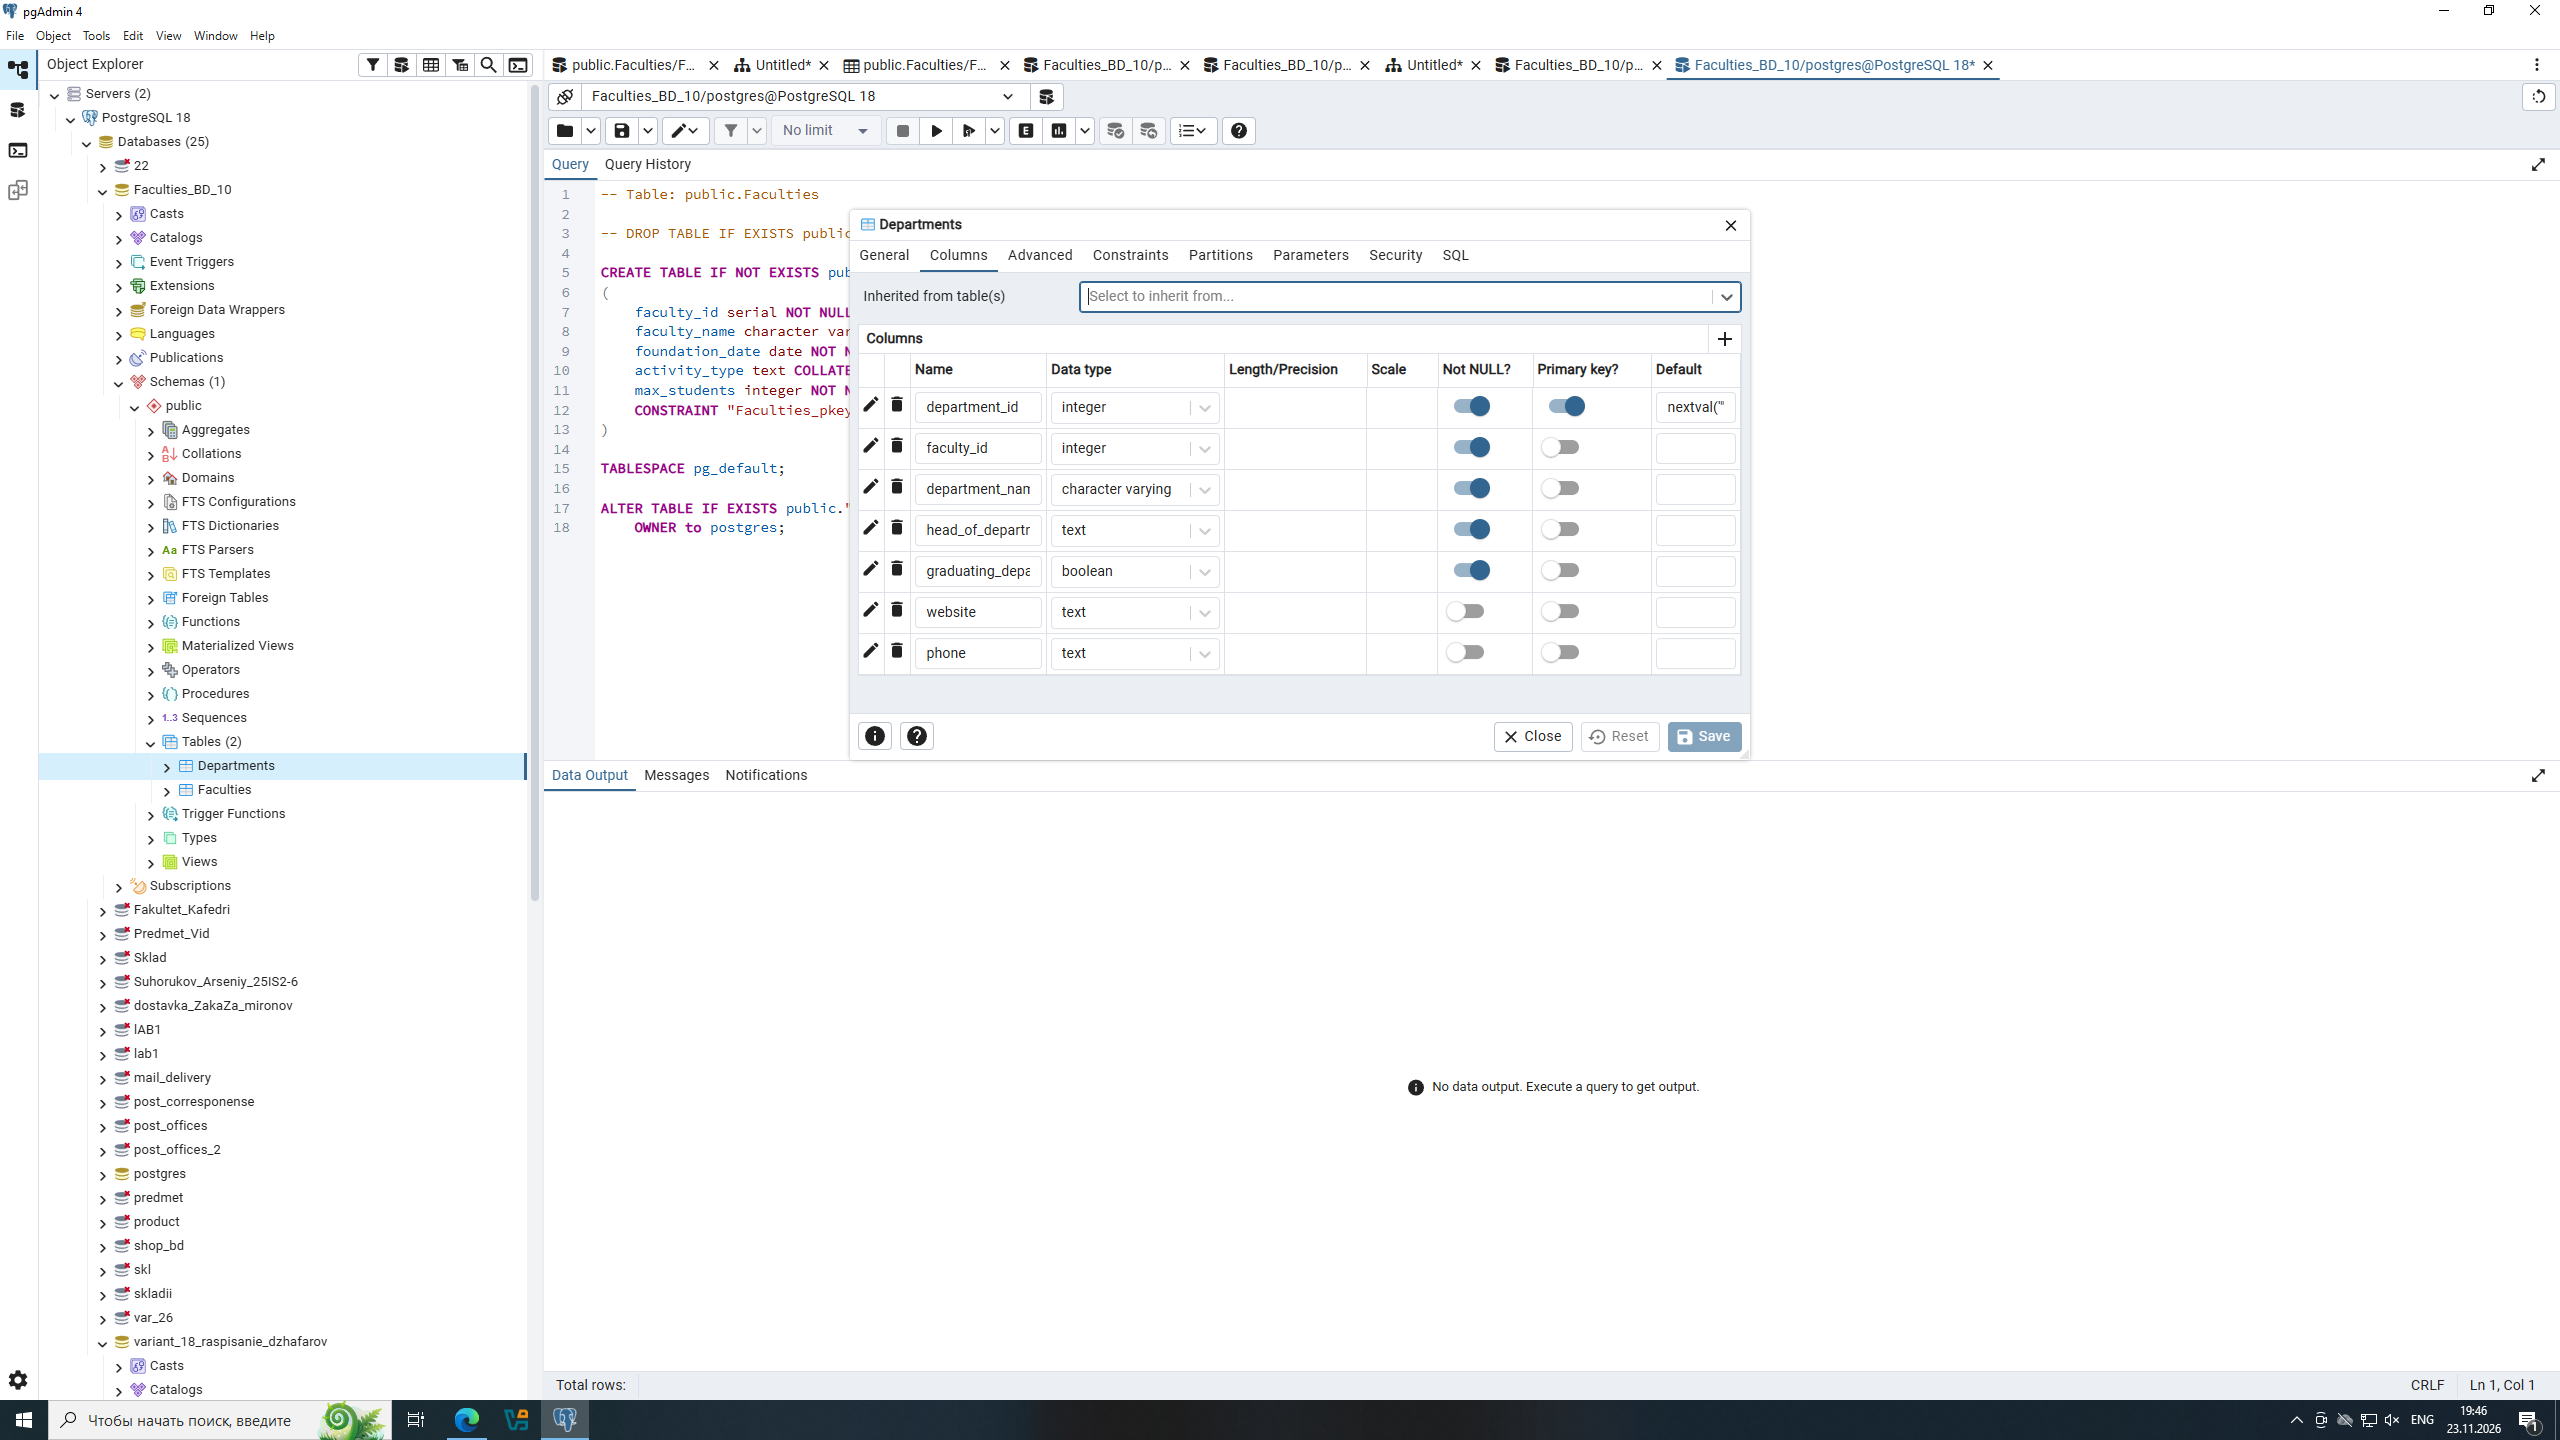 pgAdmin 4
File Object Tools Edit View Window Help
Object Explorer
Servers (2)
PostgreSQL 18
Databases (25)
22
Faculties_BD_10
Casts
Catalogs
Event Triggers
Extensions
Foreign Data Wrappers
Languages
Publications
Schemas (1)
public
Aggregates
Collations
Domains
FTS Configurations
FTS Dictionaries
FTS Parsers
FTS Templates
Foreign Tables
Functions
Materialized Views
Operators
Procedures
Sequences
Tables (2)
Departments
Faculties
Trigger Functions
Types
Views
Subscriptions
Fakultet_Kafedri
Predmet_Vid
Sklad
Suhorukov_Arseniy_25IS2-6
dostavka_ZakaZa_mironov
lAB1
lab1
mail_delivery
post_corresponense
post_offices
post_offices_2
postgres
predmet
product
shop_bd
skl
skladii
var_26
variant_18_raspisanie_dzhafarov
Casts
Catalogs
public.Faculties/F... Untitled* public.Faculties/F... Faculties_BD_10/p... Faculties_BD_10/p... Untitled* Faculties_BD_10/p... Faculties_BD_10/postgres@PostgreSQL 18*
Faculties_BD_10/postgres@PostgreSQL 18
No limit
Query Query History
1 -- Table: public.Faculties
2
3 -- DROP TABLE IF EXISTS public
4
5 CREATE TABLE IF NOT EXISTS pub
6 (
7 faculty_id serial NOT NULL
8 faculty_name character var
9 foundation_date date NOT N
10 activity_type text COLLATE
11 max_students integer NOT N
12 CONSTRAINT "Faculties_pkey
13 )
14
15 TABLESPACE pg_default;
16
17 ALTER TABLE IF EXISTS public."
18 OWNER to postgres;
Departments
General Columns Advanced Constraints Partitions Parameters Security SQL
Inherited from table(s) Select to inherit from...
Columns
Name Data type Length/Precision Scale Not NULL? Primary key? Default
department_id integer nextval('"
faculty_id integer
department_nam character varying
head_of_departr text
graduating_depa boolean
website text
phone text
Close Reset Save
Data Output Messages Notifications
No data output. Execute a query to get output.
Total rows: CRLF Ln 1, Col 1
Чтобы начать поиск, введите
ENG 19:46
23.11.2026
1